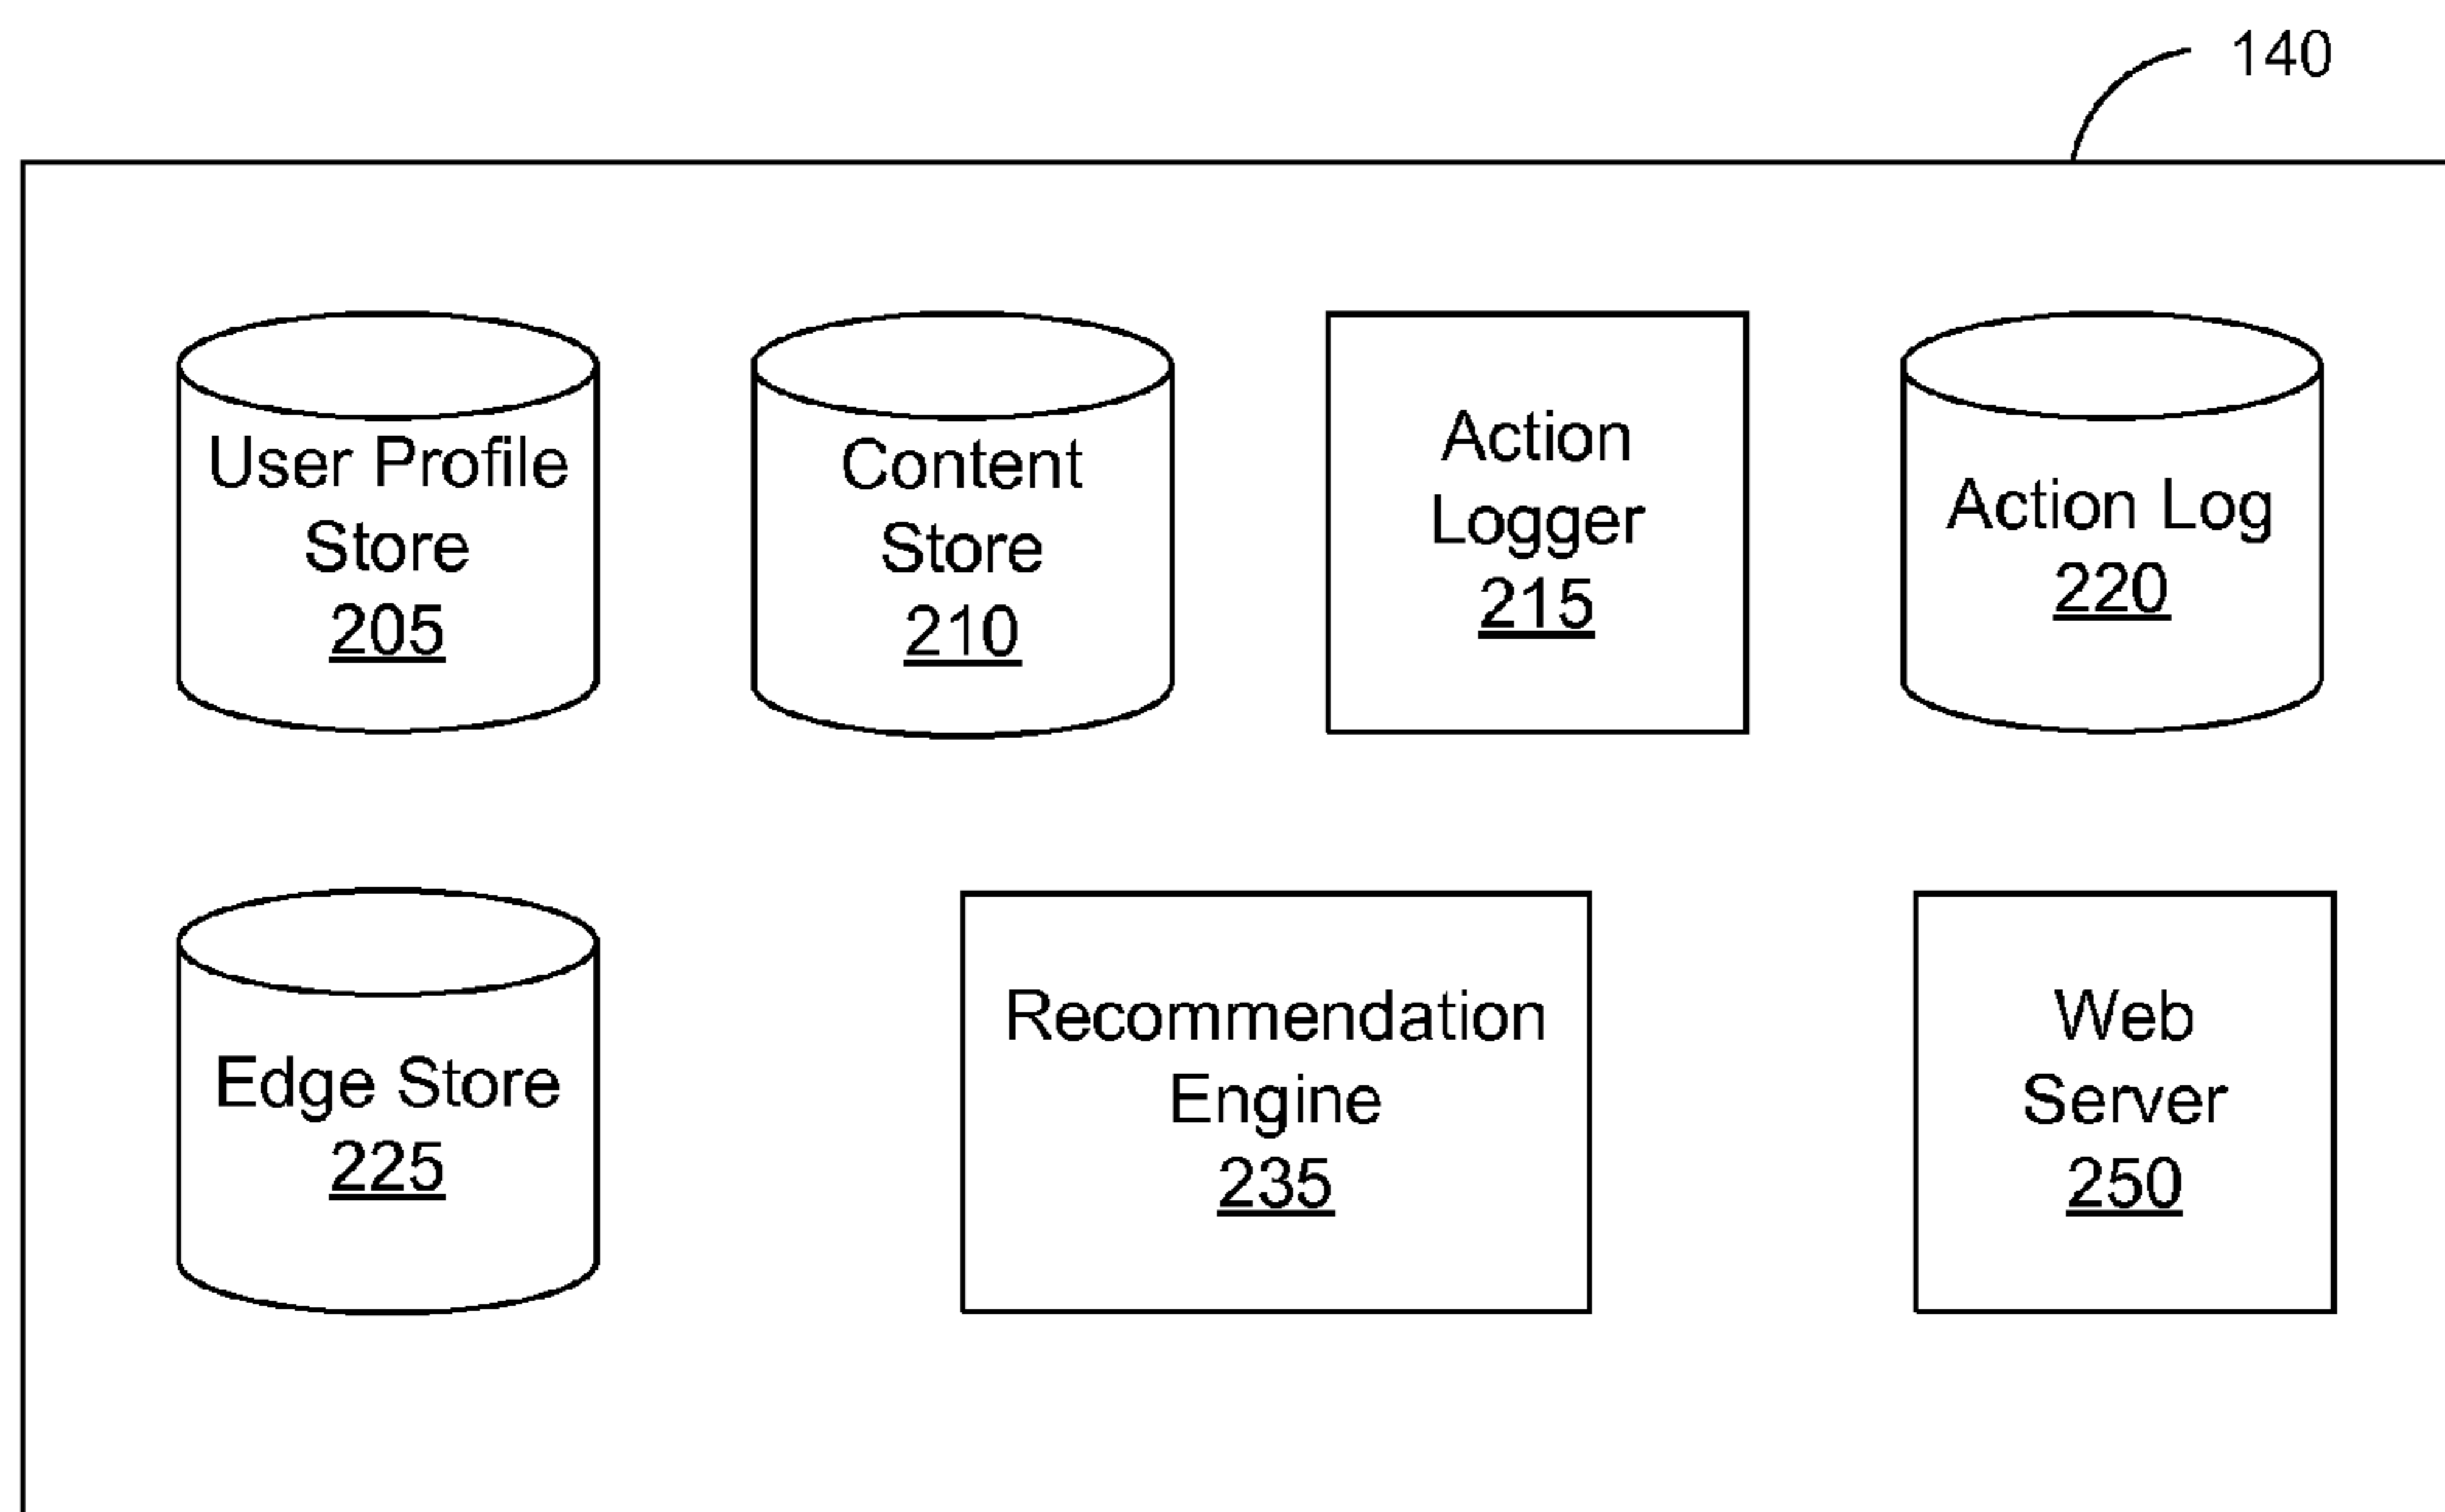 140
User Profile
Store
205
Content
Store
210
Action
Logger
215
Action Log
220
Edge Store
225
Recommendation
Engine
235
Web
Server
250